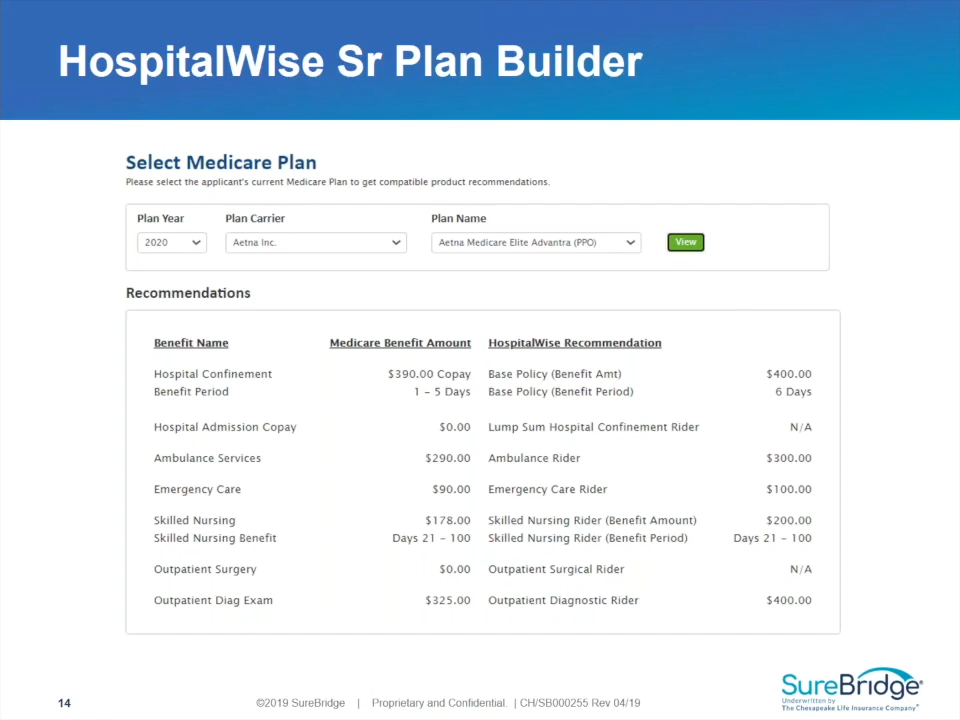 HospitalWise Sr Plan Builder
Select Medicare Plan
Please select the applicant's current Medicare Plan to get compatible product recommendations.
Plan Year Plan Carrier Plan Name
2020 Aetna Inc. Aetna Medicare Elite Advantra (PPO) View
Recommendations
Benefit Name Medicare Benefit Amount HospitalWise Recommendation
Hospital Confinement $390.00 Copay Base Policy (Benefit Amt) $400.00
Benefit Period 1 – 5 Days Base Policy (Benefit Period) 6 Days
Hospital Admission Copay $0.00 Lump Sum Hospital Confinement Rider N/A
Ambulance Services $290.00 Ambulance Rider $300.00
Emergency Care $90.00 Emergency Care Rider $100.00
Skilled Nursing $178.00 Skilled Nursing Rider (Benefit Amount) $200.00
Skilled Nursing Benefit Days 21 – 100 Skilled Nursing Rider (Benefit Period) Days 21 – 100
Outpatient Surgery $0.00 Outpatient Surgical Rider N/A
Outpatient Diag Exam $325.00 Outpatient Diagnostic Rider $400.00
SureBridge®
Underwritten by
The Chesapeake Life Insurance Company℠
14 ©2019 SureBridge | Proprietary and Confidential. | CH/SB000255 Rev 04/19